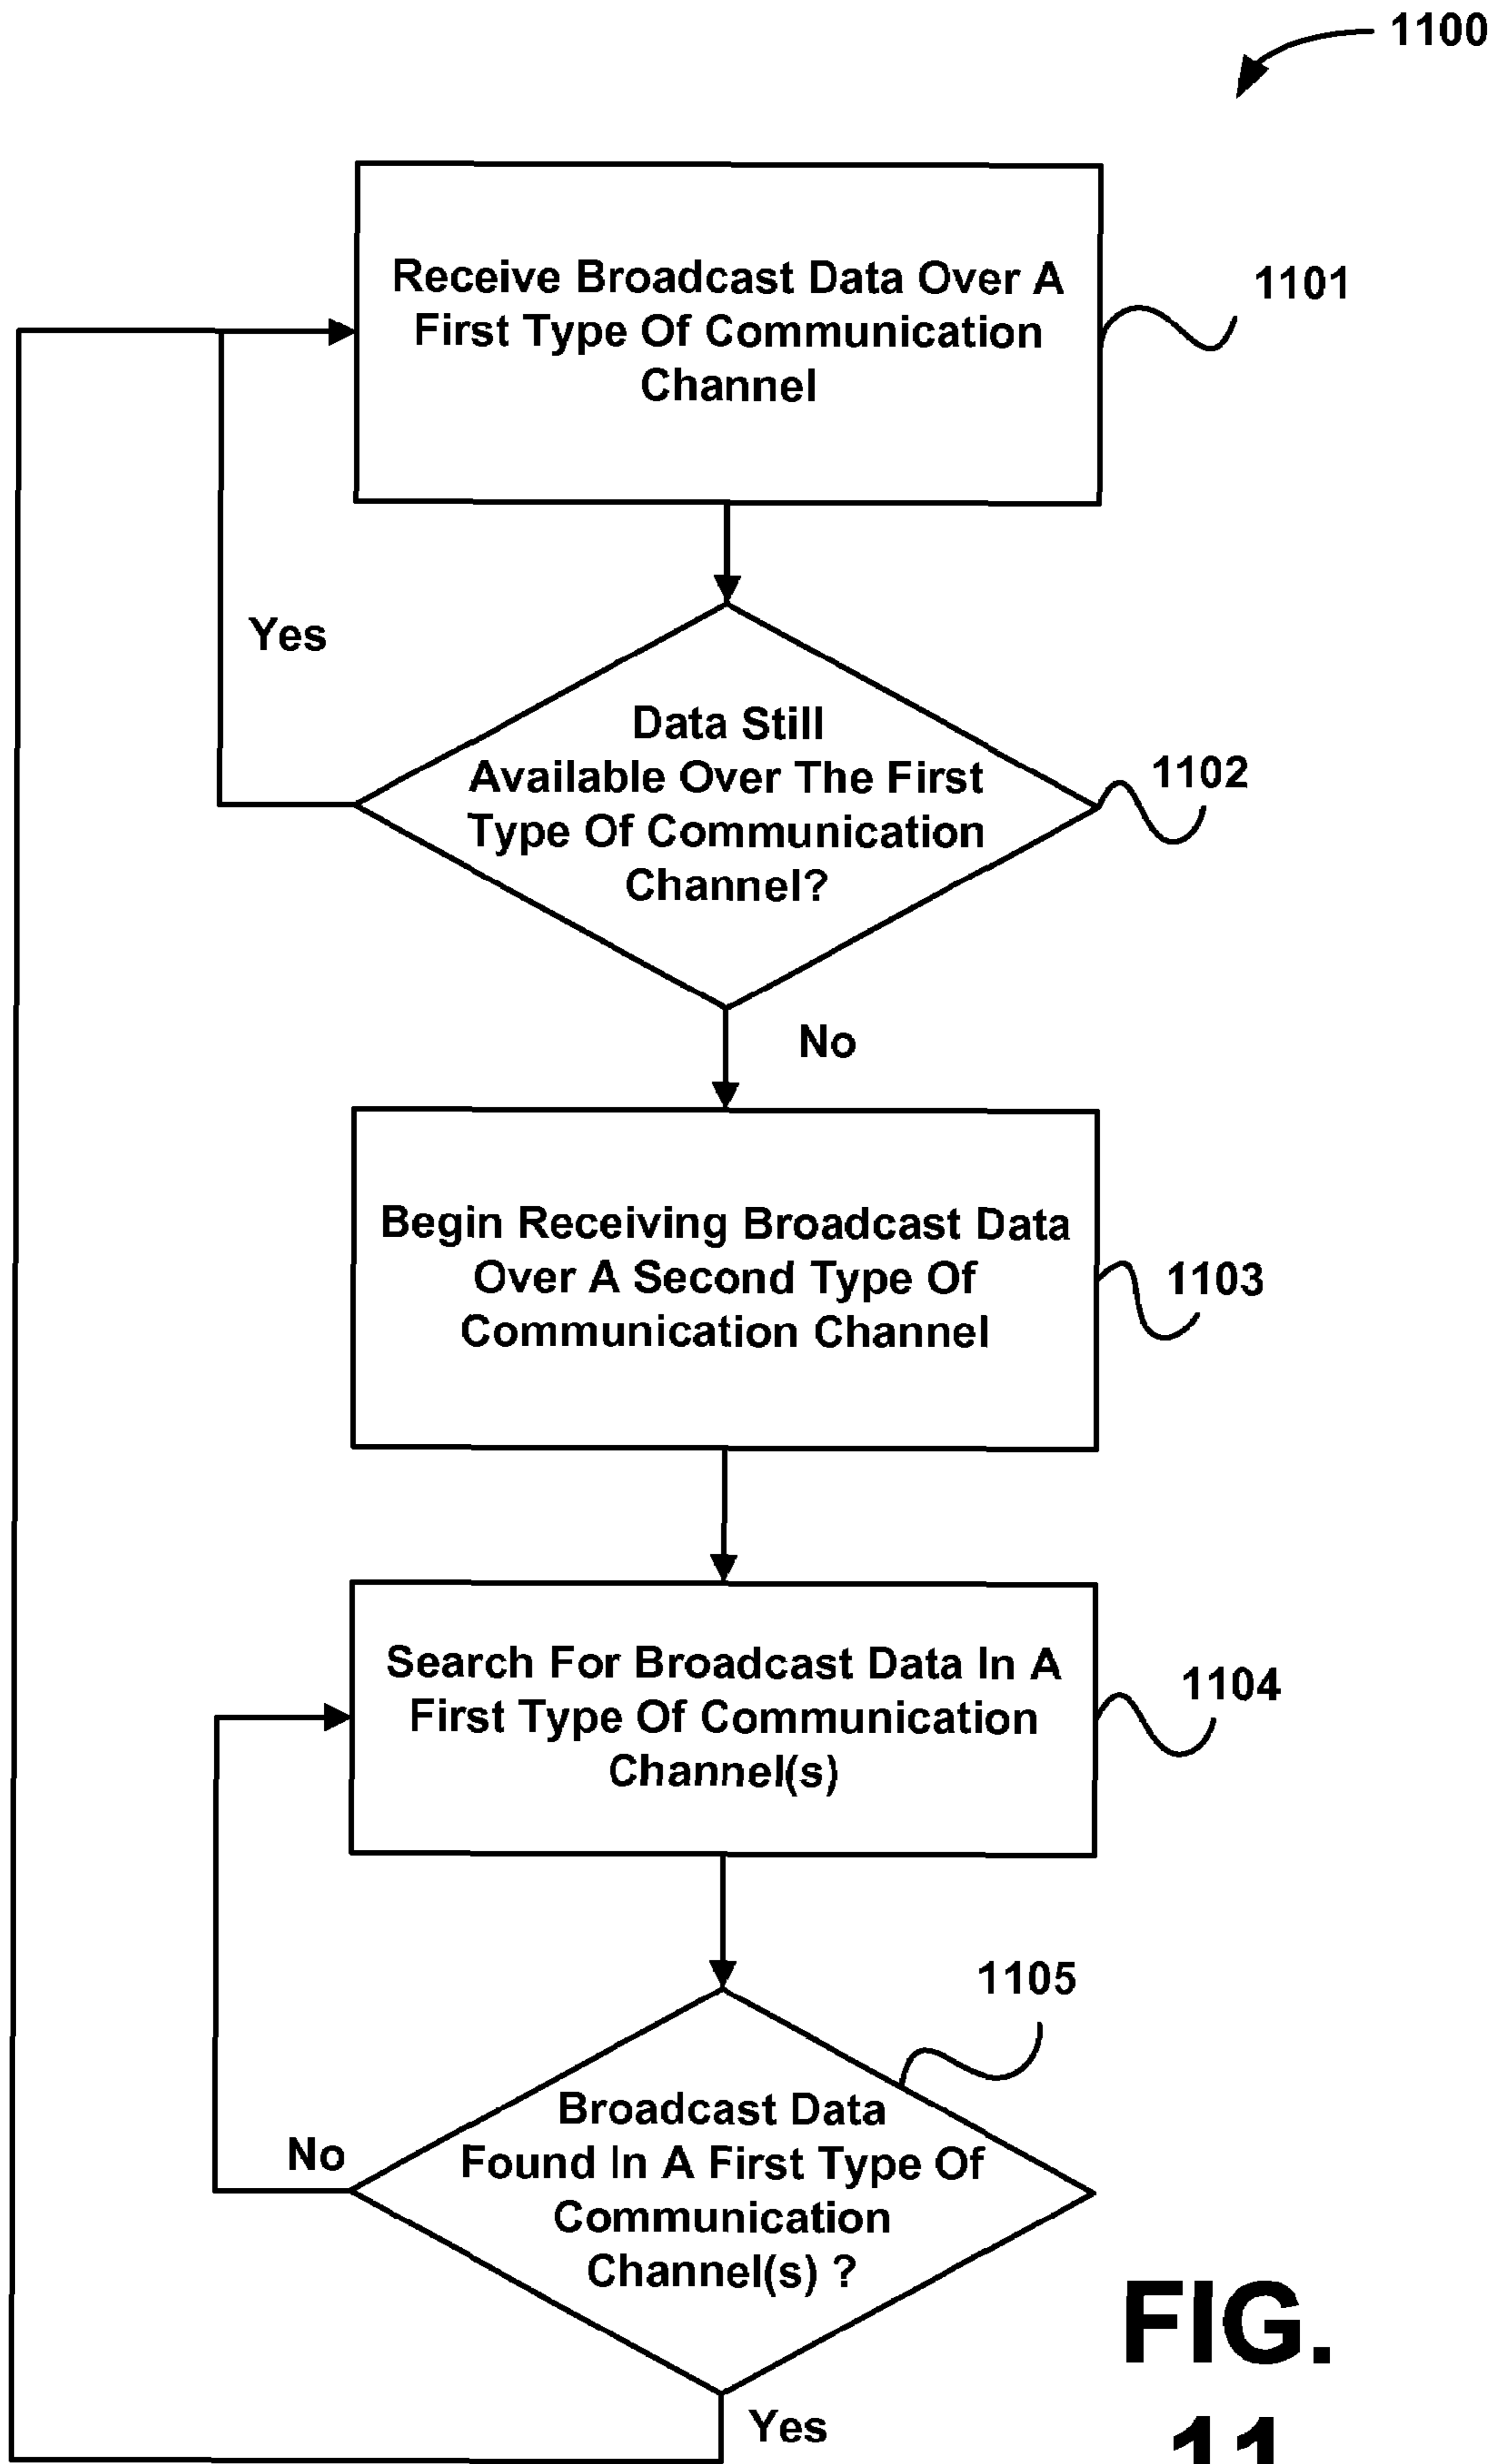 1100
Receive Broadcast Data Over A
First Type Of Communication
Channel
1101
Yes
Data Still
Available Over The First
Type Of Communication
Channel?
1102
No
Begin Receiving Broadcast Data
Over A Second Type Of
Communication Channel
1103
Search For Broadcast Data In A
First Type Of Communication
Channel(s)
1104
1105
Broadcast Data
Found In A First Type Of
Communication
Channel(s) ?
No
Yes
FIG.
11